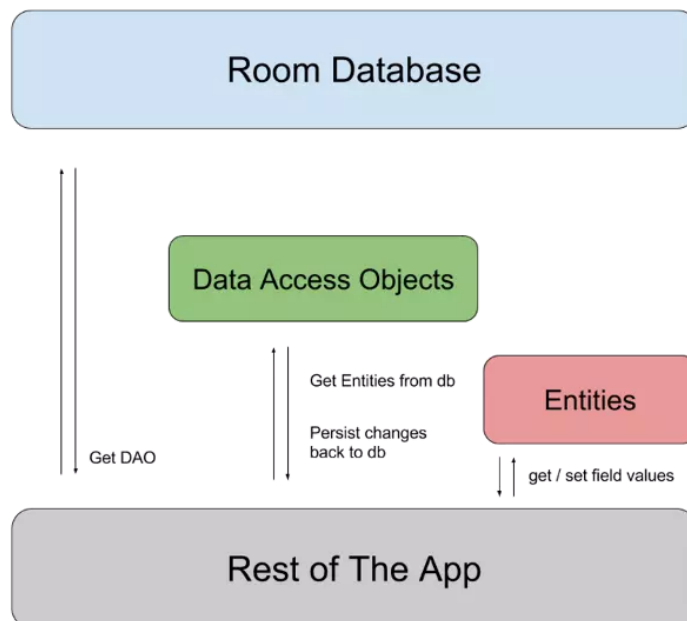 Room Database
Data Access Objects
Get Entities from db
Persist changes
back to db
Entities
Get DAO
get / set field values
Rest of The App